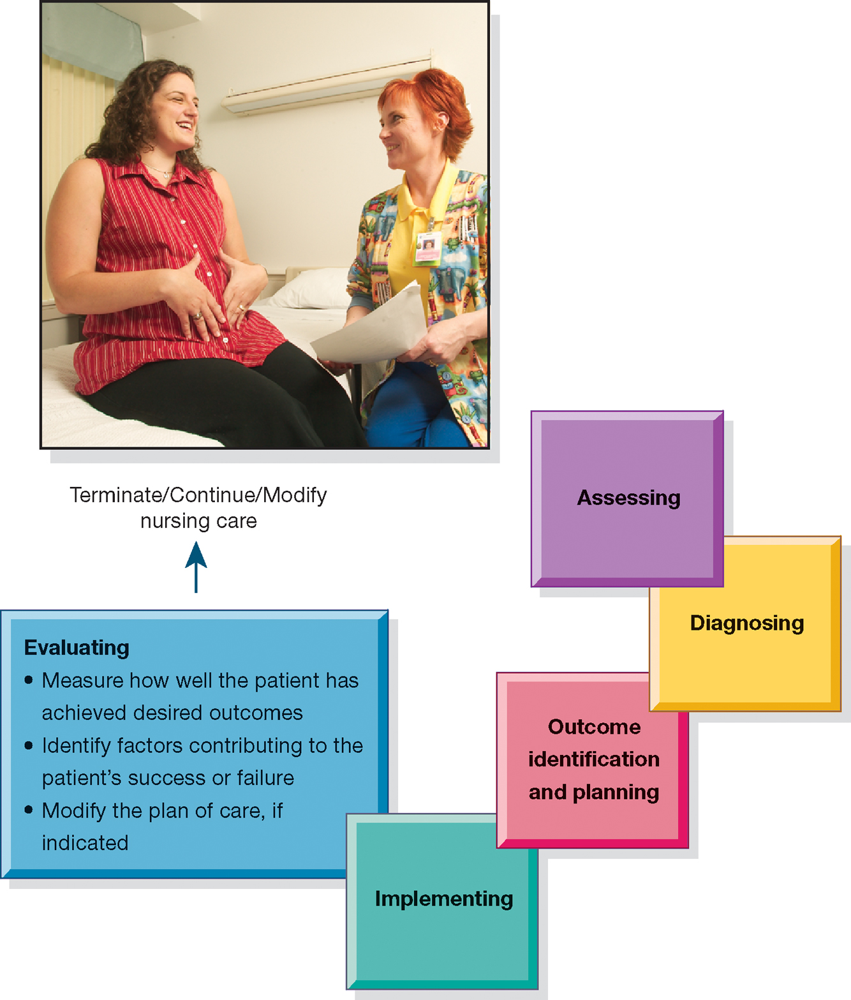 Terminate/Continue/Modify
nursing care
Assessing
Diagnosing
Evaluating
• Measure how well the patient has
achieved desired outcomes
• Identify factors contributing to the
patient’s success or failure
• Modify the plan of care, if
indicated
Outcome
identification
and planning
Implementing